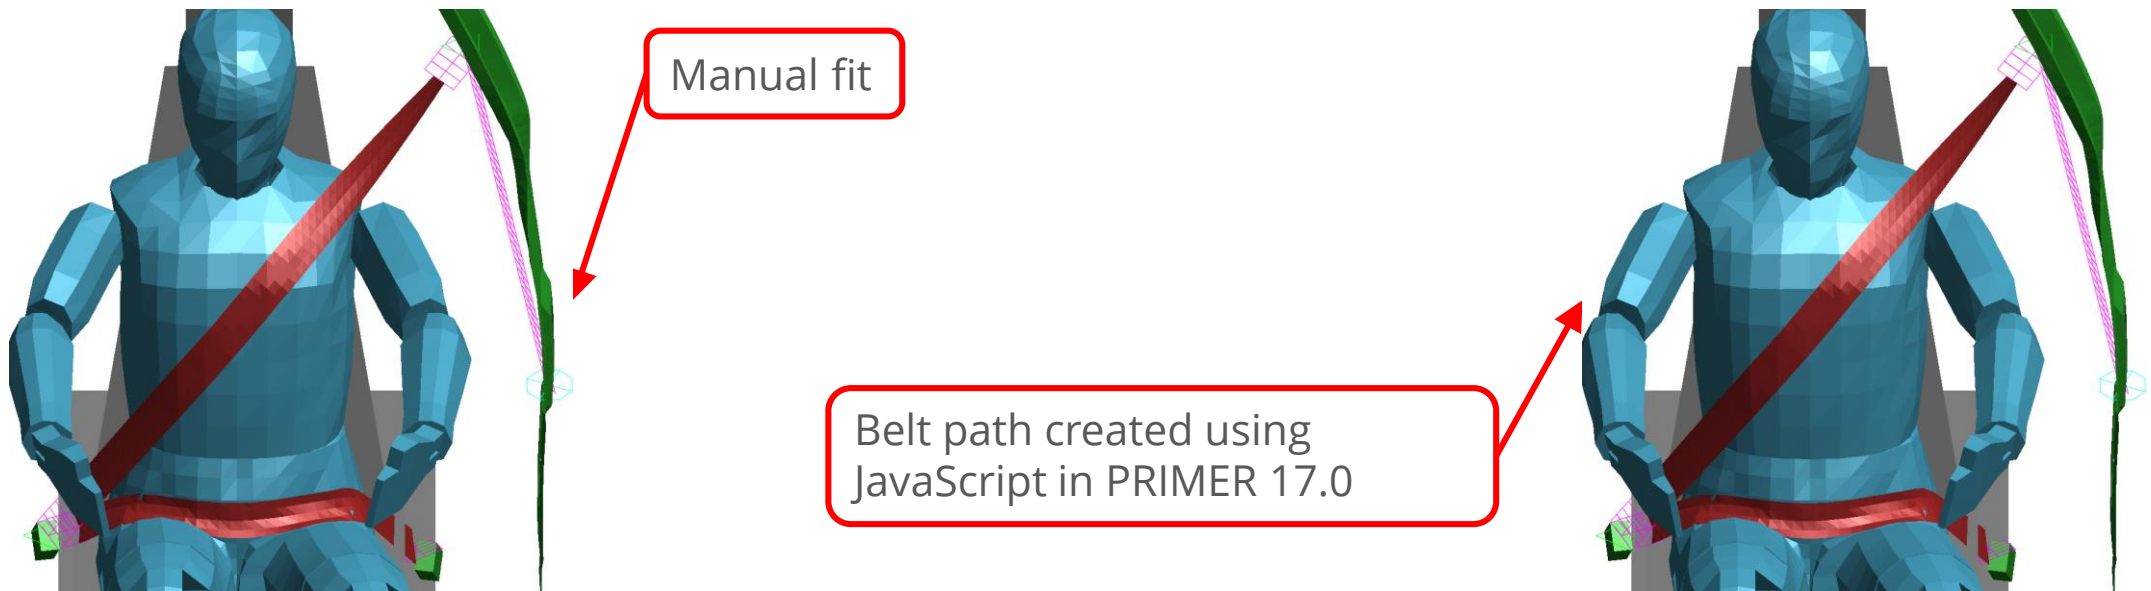 Manual fit
Belt path created using
JavaScript in PRIMER 17.0